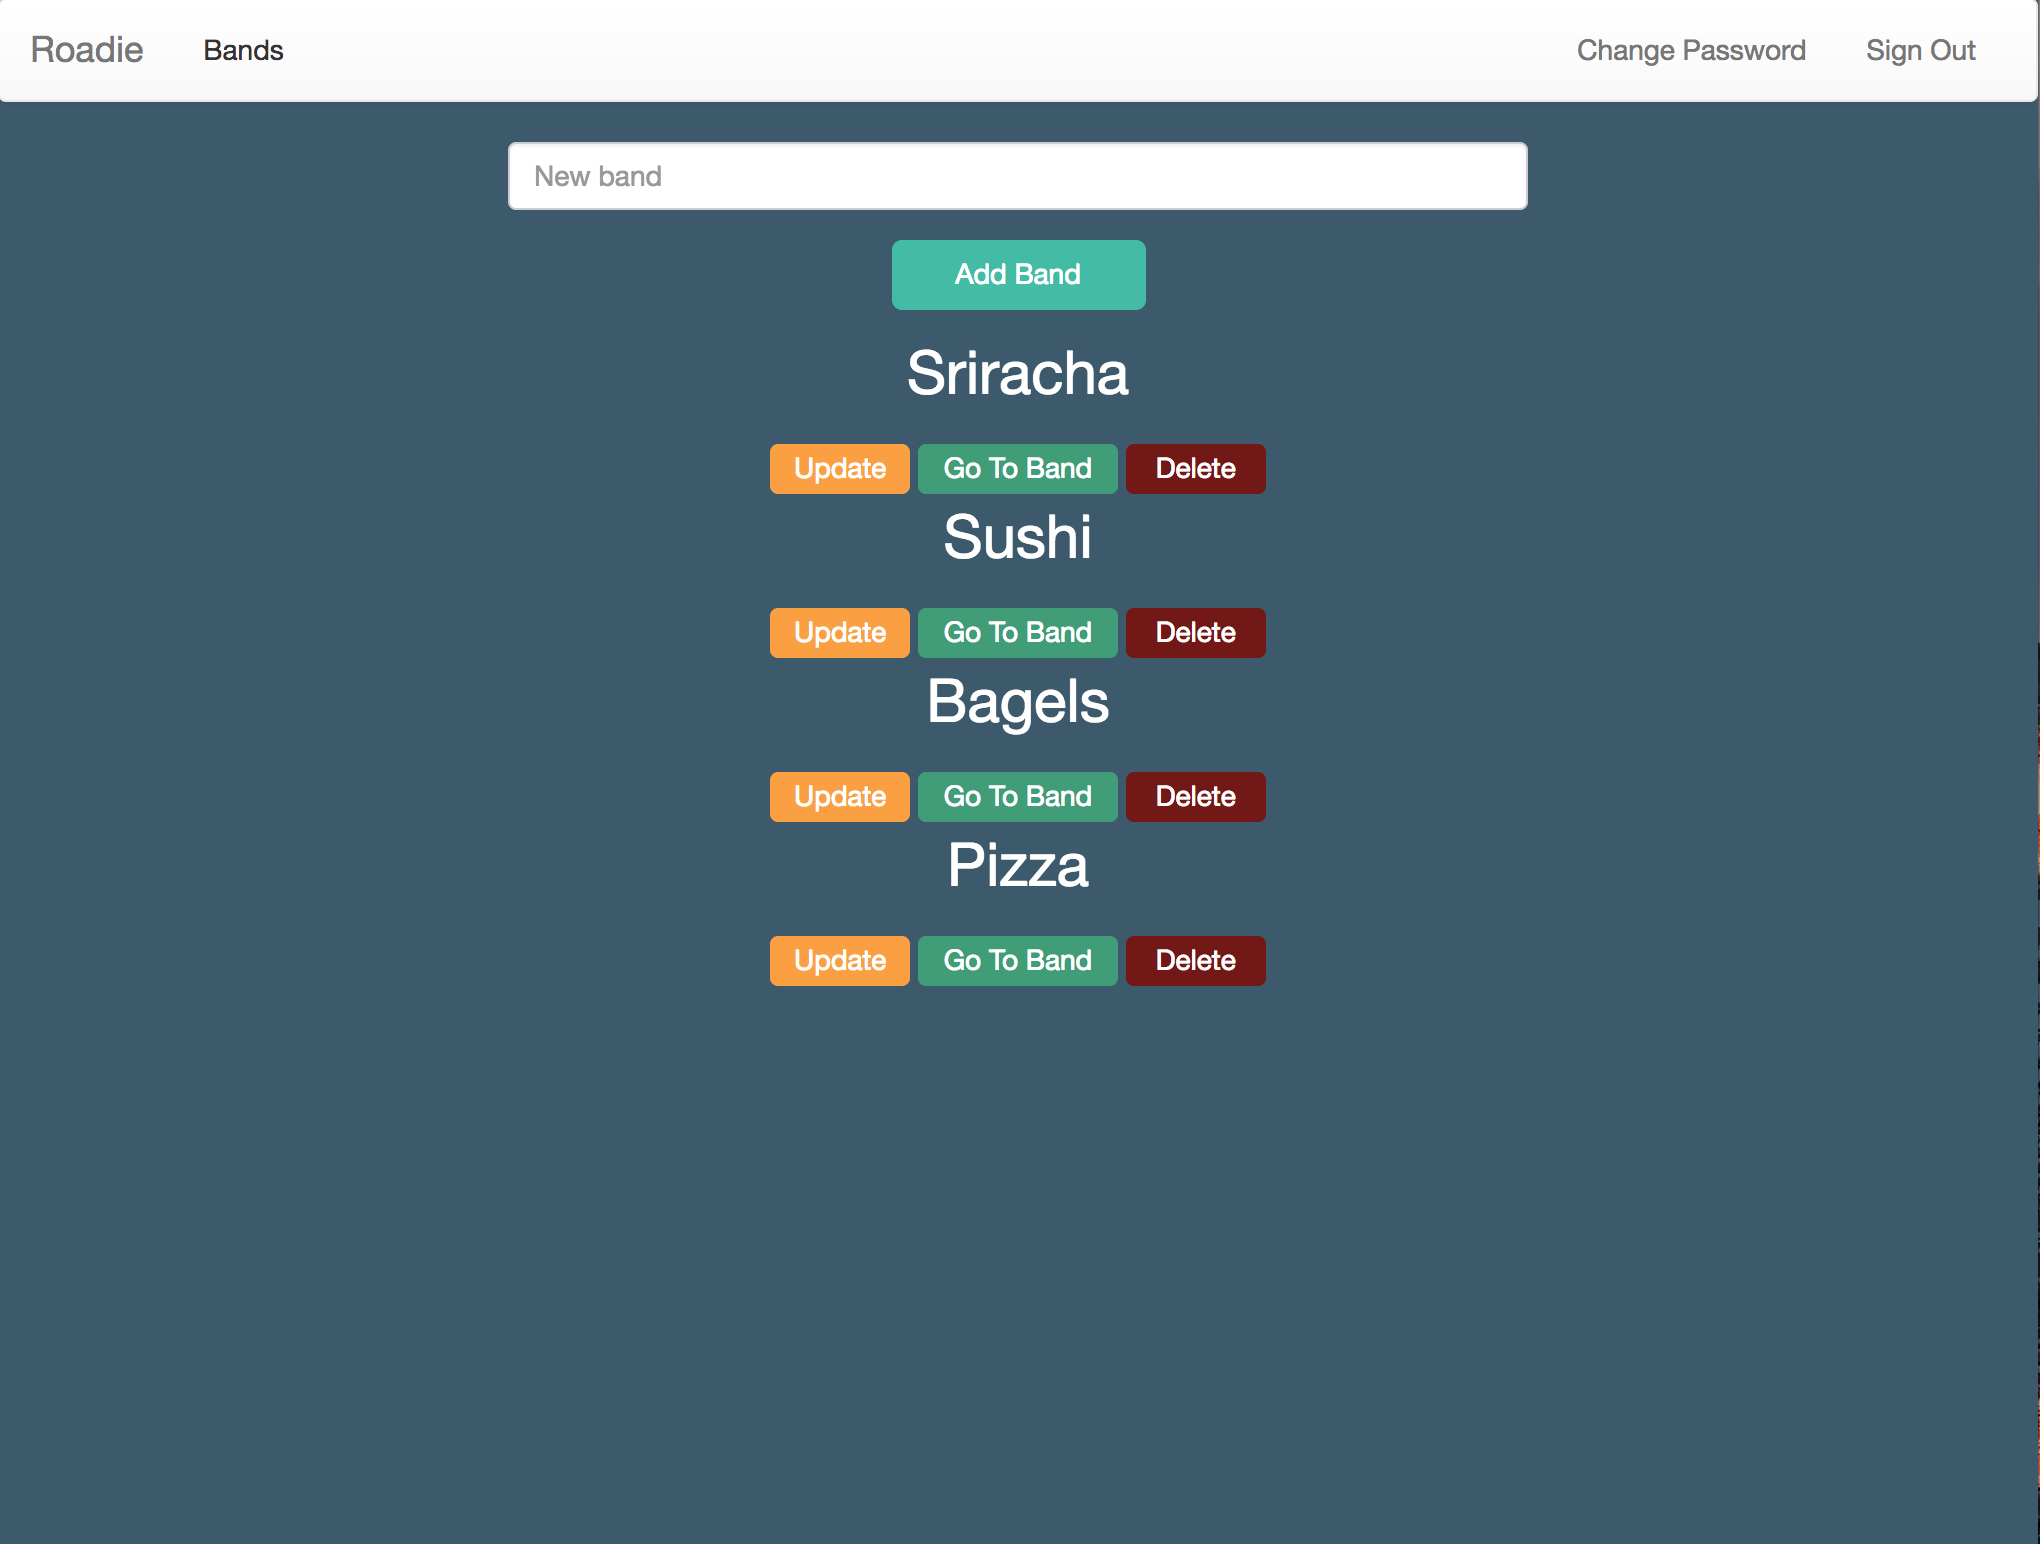 Roadie Bands Change Password Sign Out
New band
Add Band
Sriracha
Update Go To Band Delete
Sushi
Update Go To Band Delete
Bagels
Update Go To Band Delete
Pizza
Update Go To Band Delete